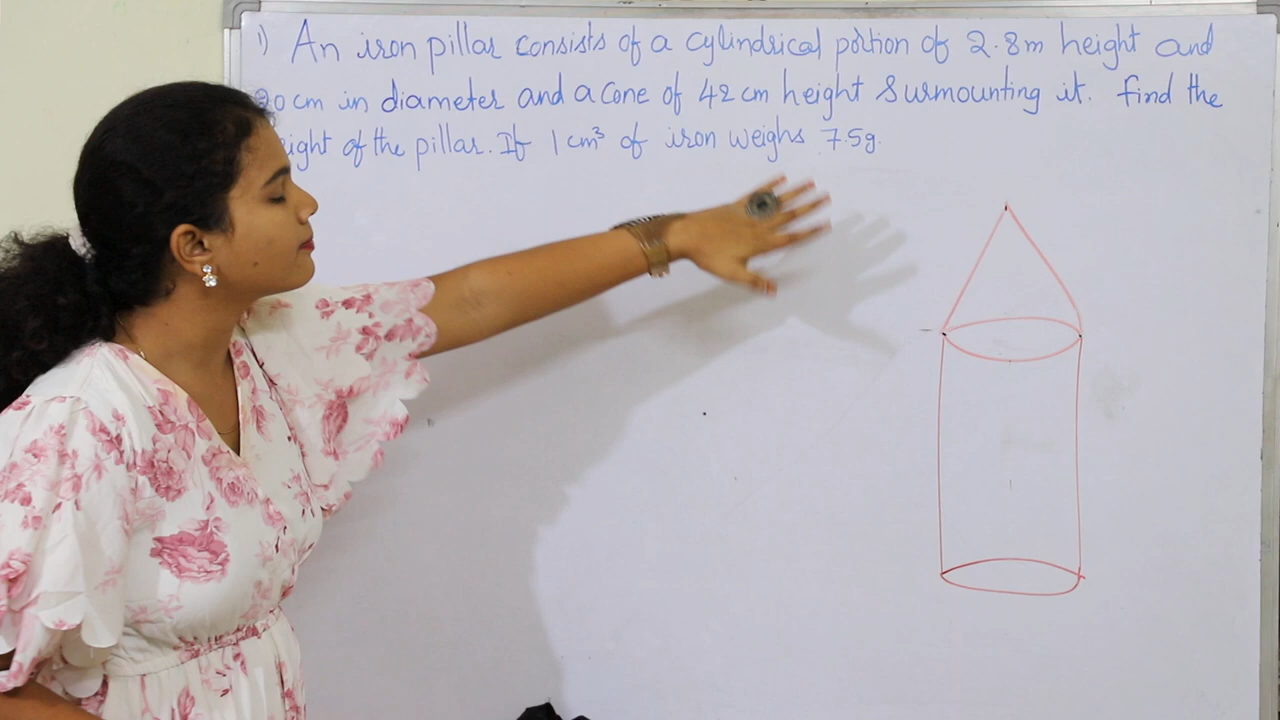 1) An iron pillar consists of a cylindrical portion of 2.8m height and
20 cm in diameter and a cone of 42 cm height Surmounting it. find the
of the pillar. If 1 cm³ of iron weighs 7.5g.